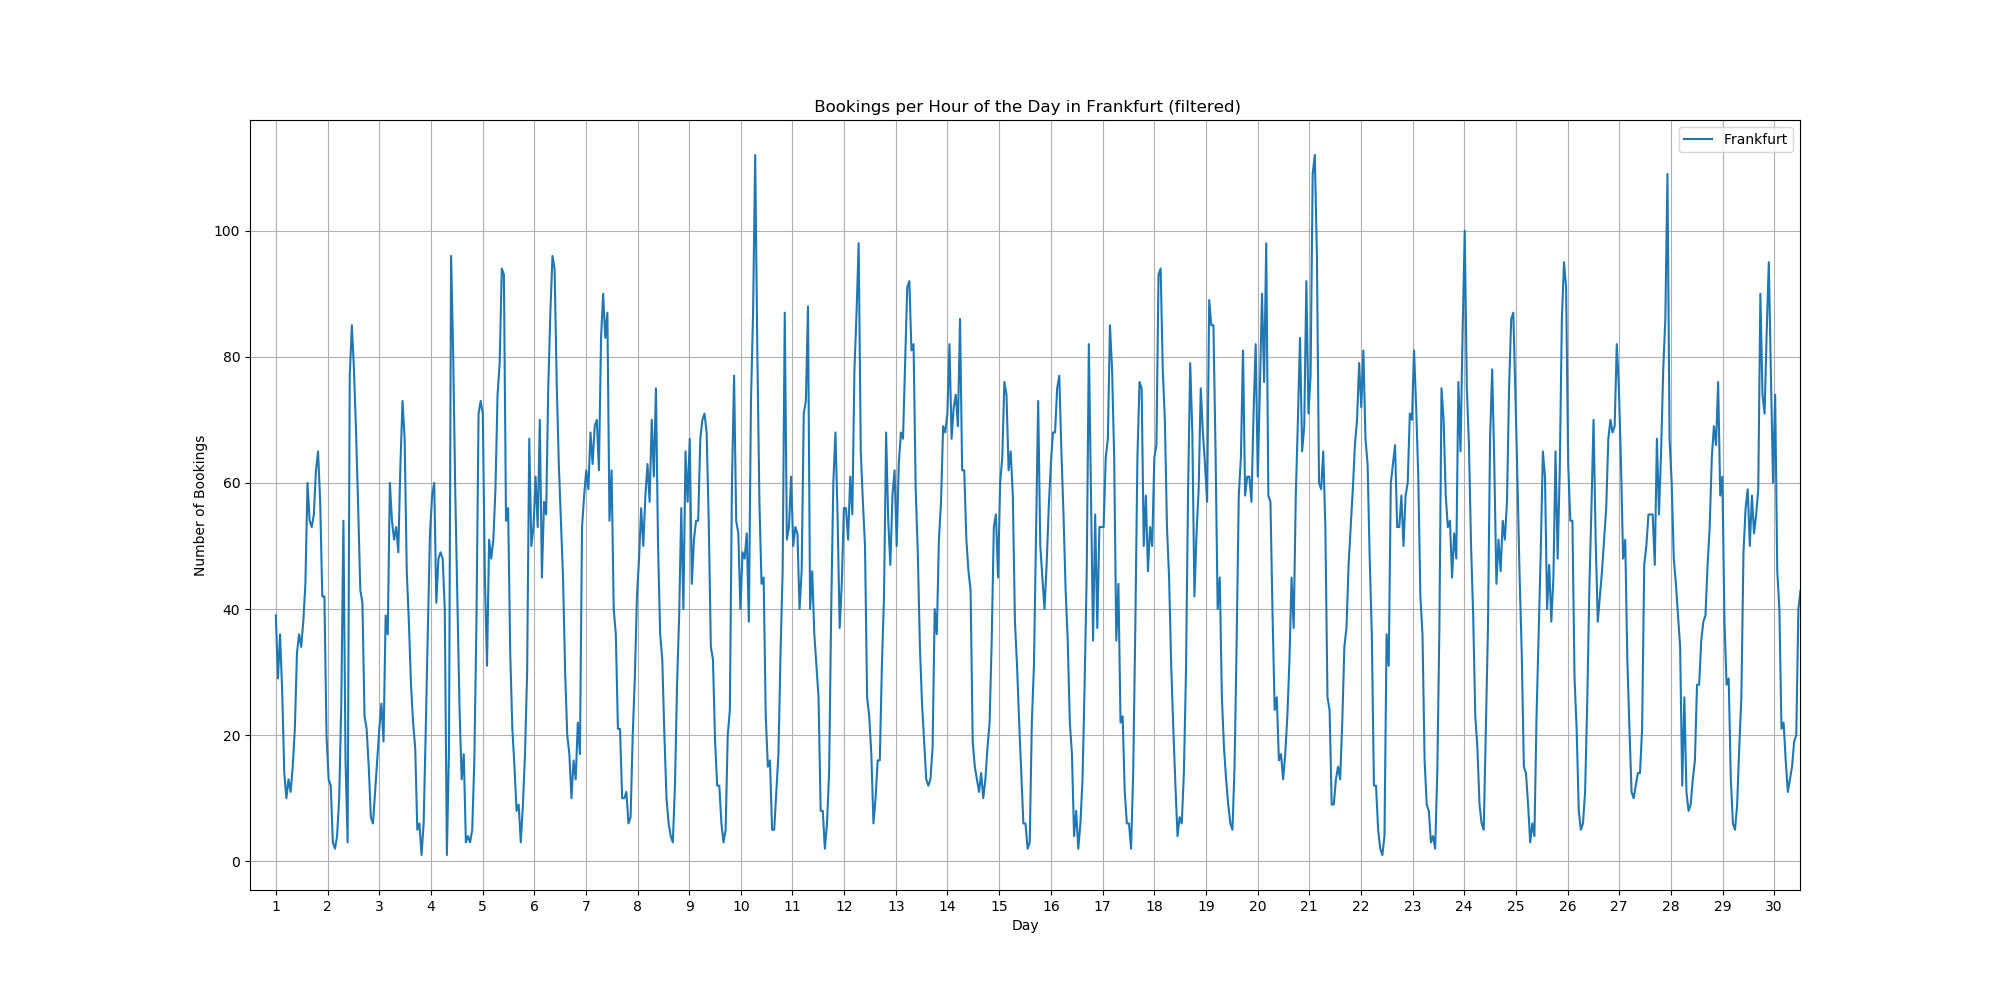 Bookings per Hour of the Day in Frankfurt (filtered)
Frankfurt
Number of Bookings
100
80
60
40
20
0
1 2 3 4 5 6 7 8 9 10 11 12 13 14 15 16 17 18 19 20 21 22 23 24 25 26 27 28 29 30
Day